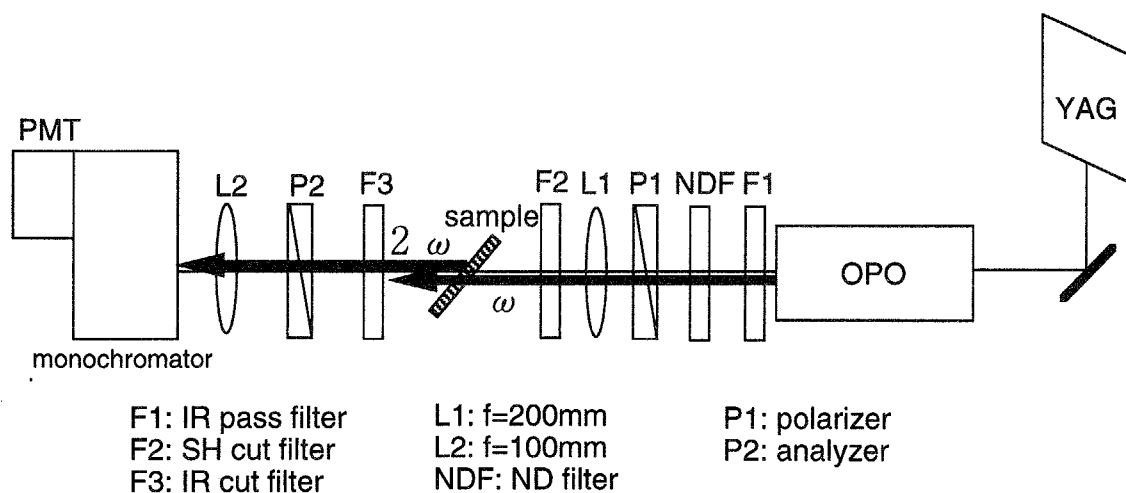 YAG
PMT
L2
P2
F3
sample
F2
L1
P1
NDF
F1
2 ω
ω
OPO
monochromator
F1: IR pass filter
F2: SH cut filter
F3: IR cut filter
L1: f=200mm
L2: f=100mm
NDF: ND filter
P1: polarizer
P2: analyzer